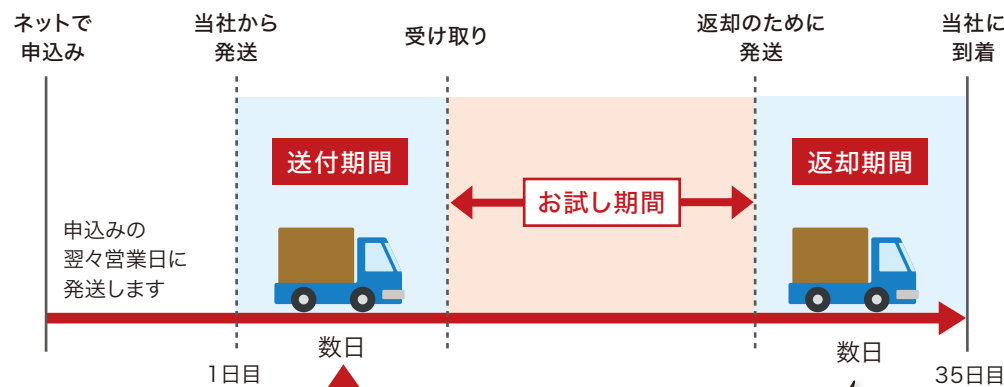 ネットで
申込み
当社から
発送
受け取り
返却のために
発送
当社に
到着
送付期間
返却期間
お試し期間
申込みの
翌々営業日に
発送します
数日
数日
1日目
35日目